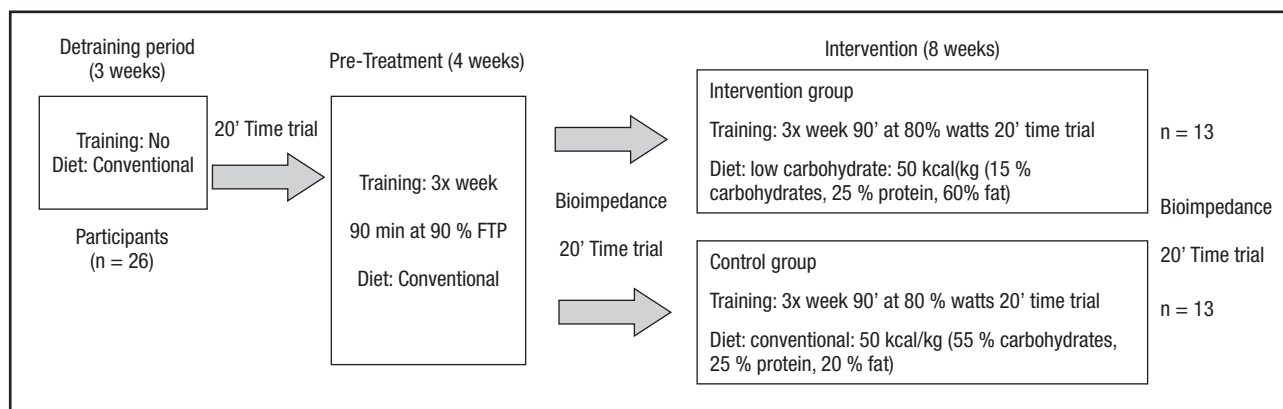 Detraining period
(3 weeks)
Training: No
Diet: Conventional
Participants
(n = 26)
20’ Time trial
Pre-Treatment (4 weeks)
Training: 3x week
90 min at 90 % FTP
Diet: Conventional
Bioimpedance
20’ Time trial
Intervention (8 weeks)
Intervention group
Training: 3x week 90’ at 80% watts 20’ time trial
Diet: low carbohydrate: 50 kcal(kg (15 %
carbohydrates, 25 % protein, 60% fat)
n = 13
Control group
Training: 3x week 90’ at 80 % watts 20’ time trial
Diet: conventional: 50 kcal/kg (55 % carbohydrates,
25 % protein, 20 % fat)
n = 13
Bioimpedance
20’ Time trial